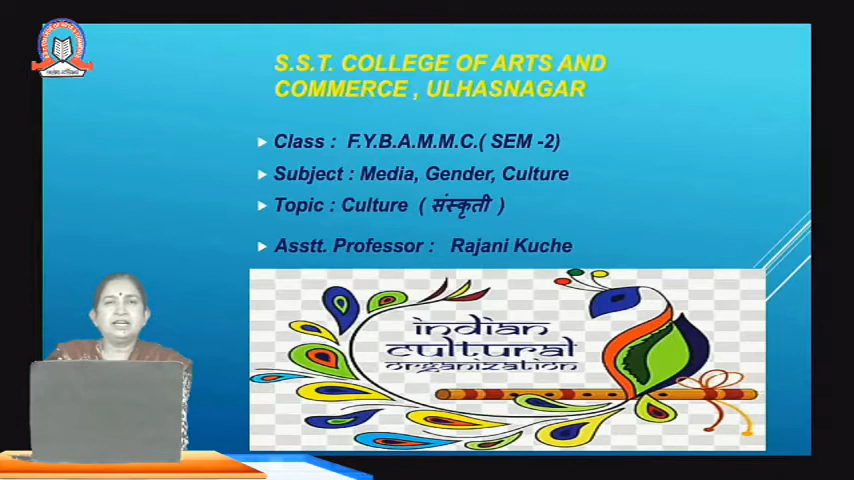 S.S.T. COLLEGE OF ARTS AND
COMMERCE , ULHASNAGAR
Class : F.Y.B.A.M.M.C.( SEM -2)
Subject : Media, Gender, Culture
Topic : Culture ( संस्कृती )
Asstt. Professor : Rajani Kuche
indian
cultural
organization